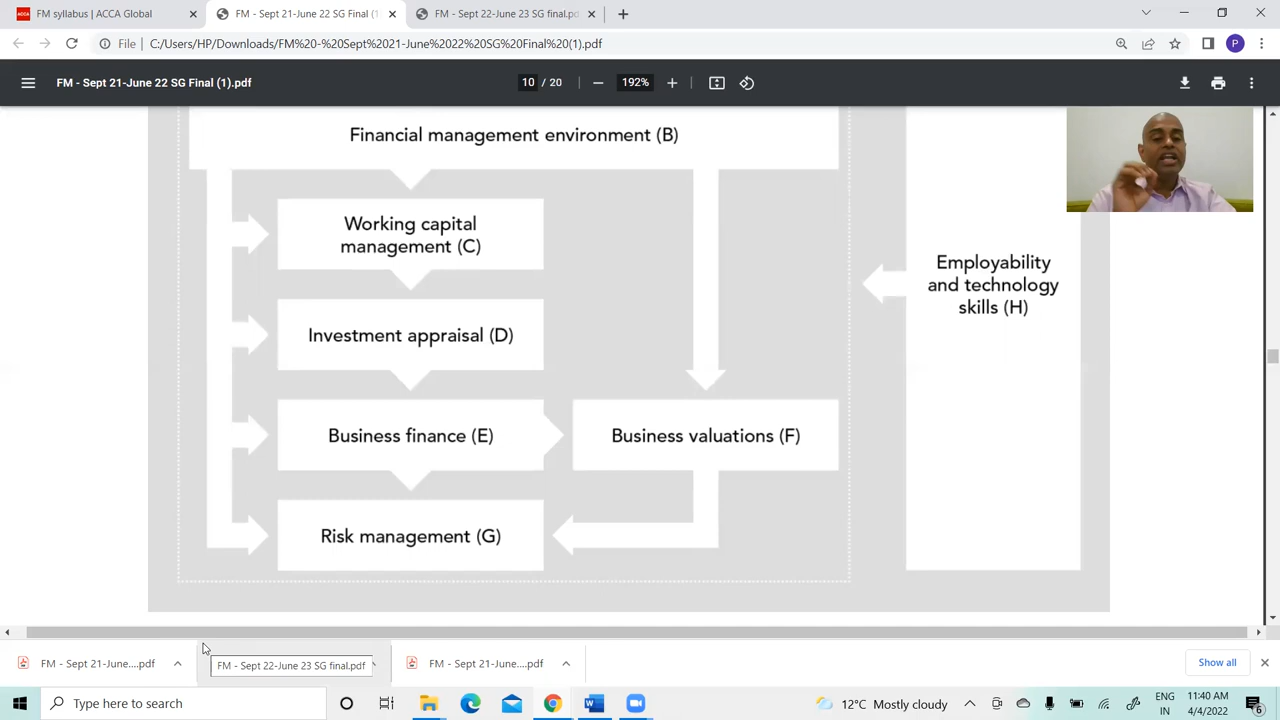 FM syllabus | ACCA Global
FM - Sept 21-June 22 SG Final (1)
FM - Sept 22-June 23 SG final.pd
File
C:/Users/HP/Downloads/FM%20-%20Sept%2021-June%2022%20SG%20Final%20(1).pdf
P
FM - Sept 21-June 22 SG Final (1).pdf
10 / 20
192%
Financial management environment (B)
Working capital
management (C)
Investment appraisal (D)
Business finance (E)
Business valuations (F)
Risk management (G)
Employability
and technology
skills (H)
FM - Sept 21-June....pdf
FM - Sept 22-June 23 SG final.pdf
FM - Sept 21-June....pdf
Show all
Type here to search
12°C Mostly cloudy
ENG
IN
11:40 AM
4/4/2022
6